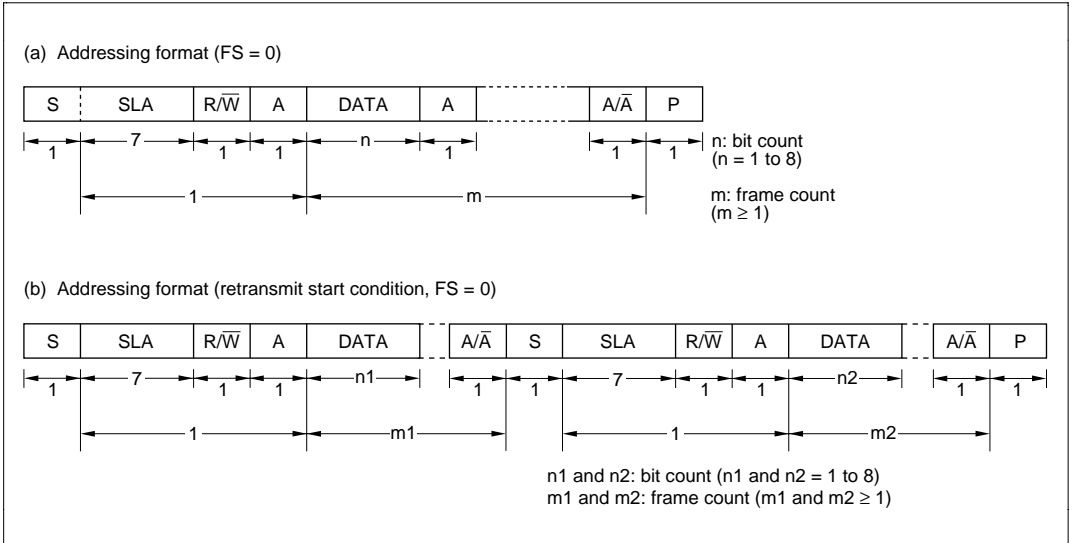 (a) Addressing format (FS = 0)
S SLA R/W̅ A DATA A A/A̅ P
1 7 1 1 n 1 1 1
n: bit count
(n = 1 to 8)
1 m
m: frame count
(m ≥ 1)
(b) Addressing format (retransmit start condition, FS = 0)
S SLA R/W̅ A DATA A/A̅ S SLA R/W̅ A DATA A/A̅ P
1 7 1 1 n1 1 1 7 1 1 n2 1 1
1 m1 1 m2
n1 and n2: bit count (n1 and n2 = 1 to 8)
m1 and m2: frame count (m1 and m2 ≥ 1)